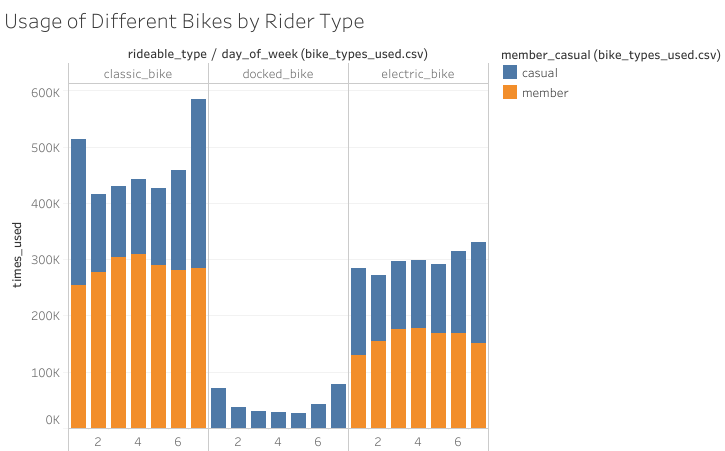 Usage of Different Bikes by Rider Type
rideable_type / day_of_week (bike_types_used.csv)
member_casual (bike_types_used.csv)
classic_bike
docked_bike
electric_bike
casual
member
600K
500K
400K
300K
200K
100K
0K
times_used
2 4 6 2 4 6 2 4 6